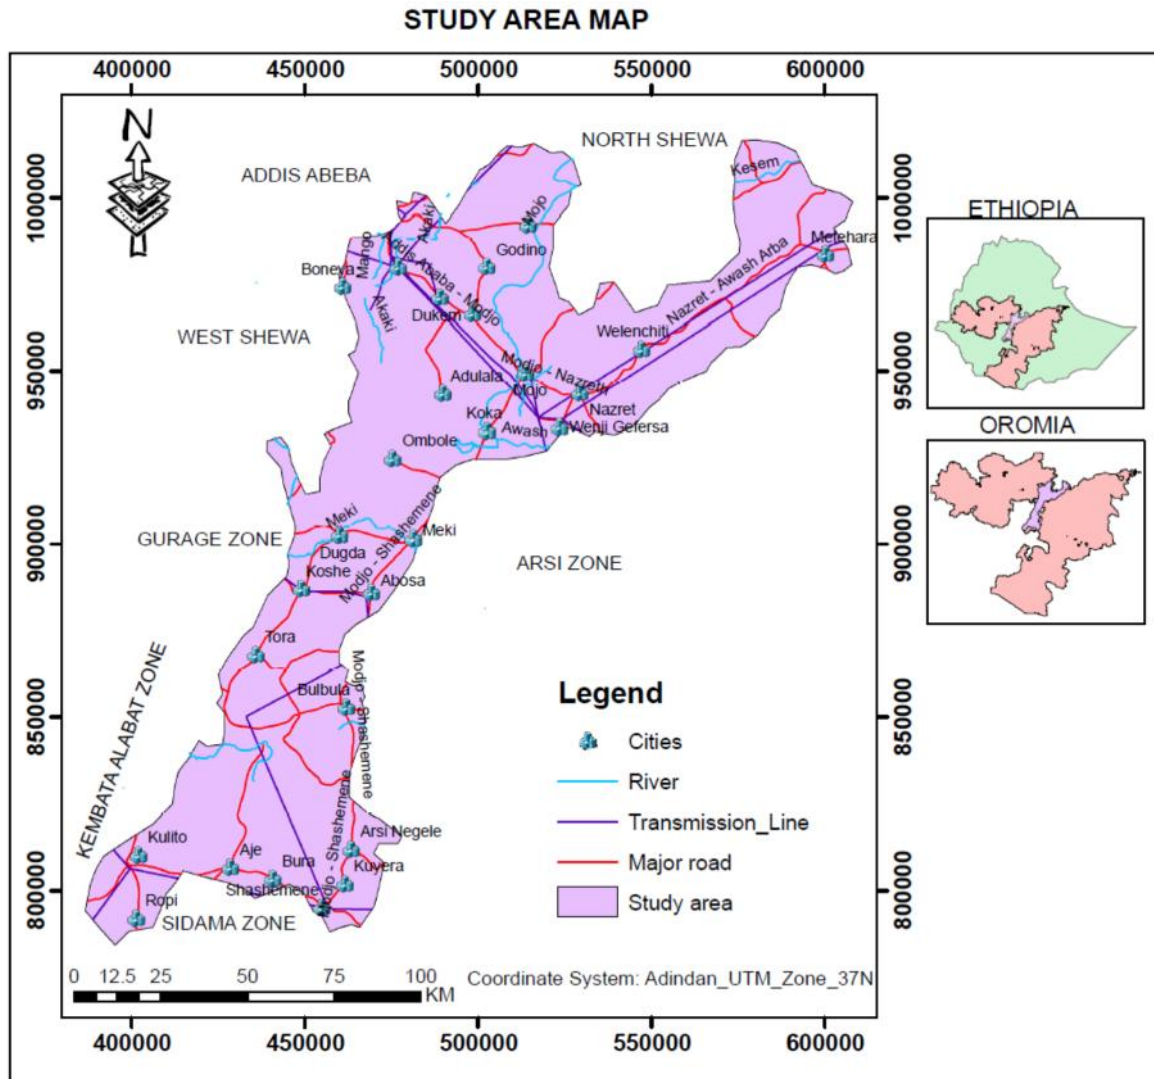 STUDY AREA MAP
400000 450000 500000 550000 600000
N
NORTH SHEWA
ADDIS ABEBA
Kesem
1000000
1000000
Mojo
Akaki
Metehara
Godino
Mango
Addis Ababa - Modjo
Boneya
Nazret - Awash Arba
Akaki
Dukem
WEST SHEWA
Welenchiti
950000
950000
Modjo - Nazreth
Adulala
Mojo
Nazret
Koka
Awash
Wenji Gefersa
Ombole
Meki
Modjo - Shashemene
Meki
GURAGE ZONE
900000
900000
Dugda
ARSI ZONE
Koshe
Abosa
Tora
KEMBATA ALABAT ZONE
Modjo - Shashemene
Bulbula
850000
850000
Modjo - Shashemene
Kulito
Arsi Negele
Aje
Bura
Kuyera
Shashemene
800000
800000
Ropi
SIDAMA ZONE
Legend
Cities
River
Transmission_Line
Major road
Study area
0 12.5 25 50 75 100
KM
Coordinate System: Adindan_UTM_Zone_37N
400000 450000 500000 550000 600000
ETHIOPIA
OROMIA